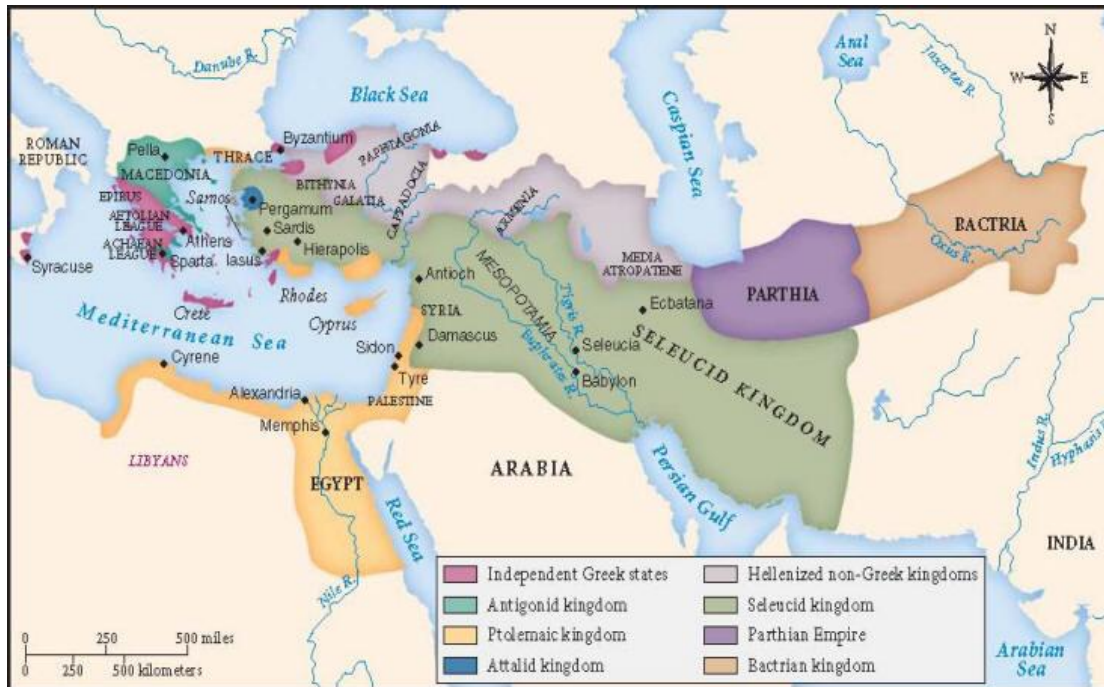 Danube R.
Aral
Sea
Jaxartes R.
N
W
E
S
Black Sea
Caspian Sea
ROMAN
REPUBLIC
Byzantium
PAPHLAGONIA
Pella
THRACE
MACEDONIA
BITHYNIA
GALATIA
CAPPADOCIA
ARMENIA
EPIRUS
Samos
Pergamum
AETOLIAN
LEAGUE
Sardis
Athens
ACHAEAN
LEAGUE
Sparta
Iasus
Hierapolis
Syracuse
MEDIA
ATROPATENE
BACTRIA
Oxus R.
PARTHIA
Antioch
MESOPOTAMIA
Tigris R.
Ecbatana
Rhodes
Crete
Cyprus
SYRIA
Mediterranean Sea
Damascus
Euphrates R.
Seleucia
SELEUCID KINGDOM
Sidon
Cyrene
Tyre
Babylon
Alexandria
PALESTINE
Memphis
Indus R.
Hyphasis R.
LIBYANS
ARABIA
Persian Gulf
EGYPT
Red Sea
INDIA
Nile R.
Independent Greek states
Antigonid kingdom
Ptolemaic kingdom
Attalid kingdom
Hellenized non-Greek kingdoms
Seleucid kingdom
Parthian Empire
Bactrian kingdom
0 250 500 miles
0 250 500 kilometers
Arabian
Sea